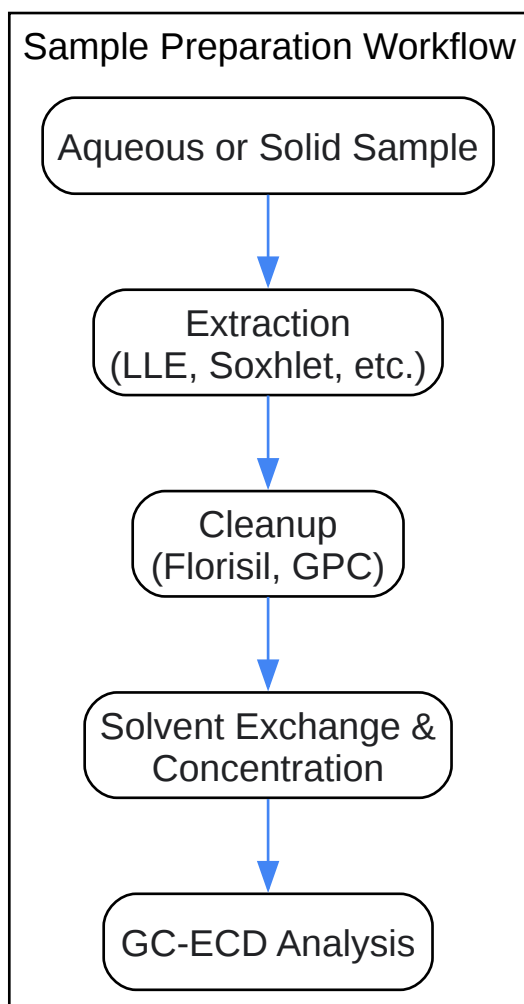 Sample Preparation Workflow
Aqueous or Solid Sample
Extraction
(LLE, Soxhlet, etc.)
Cleanup
(Florisil, GPC)
Solvent Exchange &
Concentration
GC-ECD Analysis